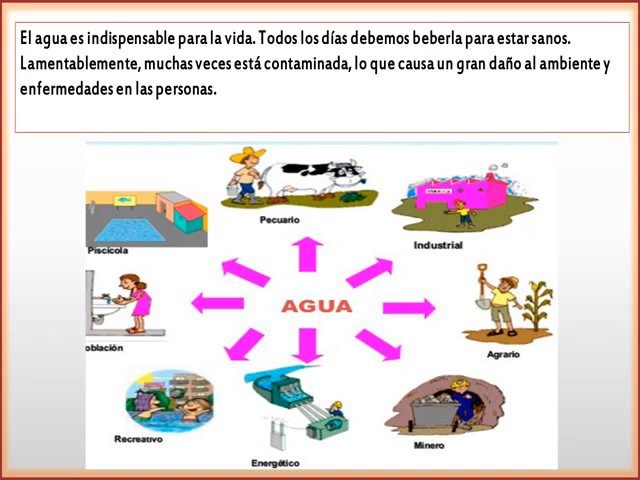 El agua es indispensable para la vida. Todos los días debemos beberla para estar sanos.
Lamentablemente, muchas veces está contaminada, lo que causa un gran daño al ambiente y
enfermedades en las personas.
Pecuario
Industrial
Piscícola
AGUA
oblación
Agrario
Recreativo
Minero
Energético